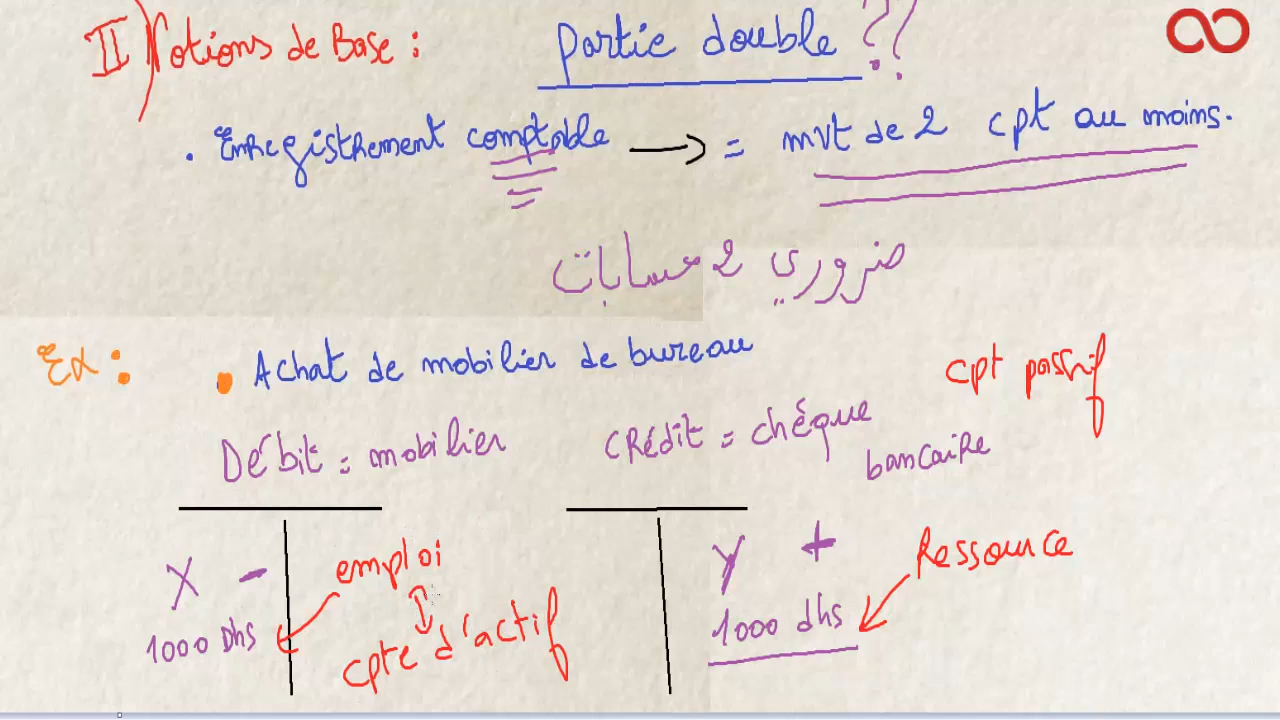 II) Notions de Base :
Partie double ??
. Enregistrement comptable → = mvt de 2 cpt au moins.
ضروري 2 حسابات
Ex :
• Achat de mobilier de bureau
cpt passif
Débit = mobilier
Crédit = chéque
bancaire
X -
emploi
1000 Dhs
cpte d'actif
y +
Ressource
1000 dhs